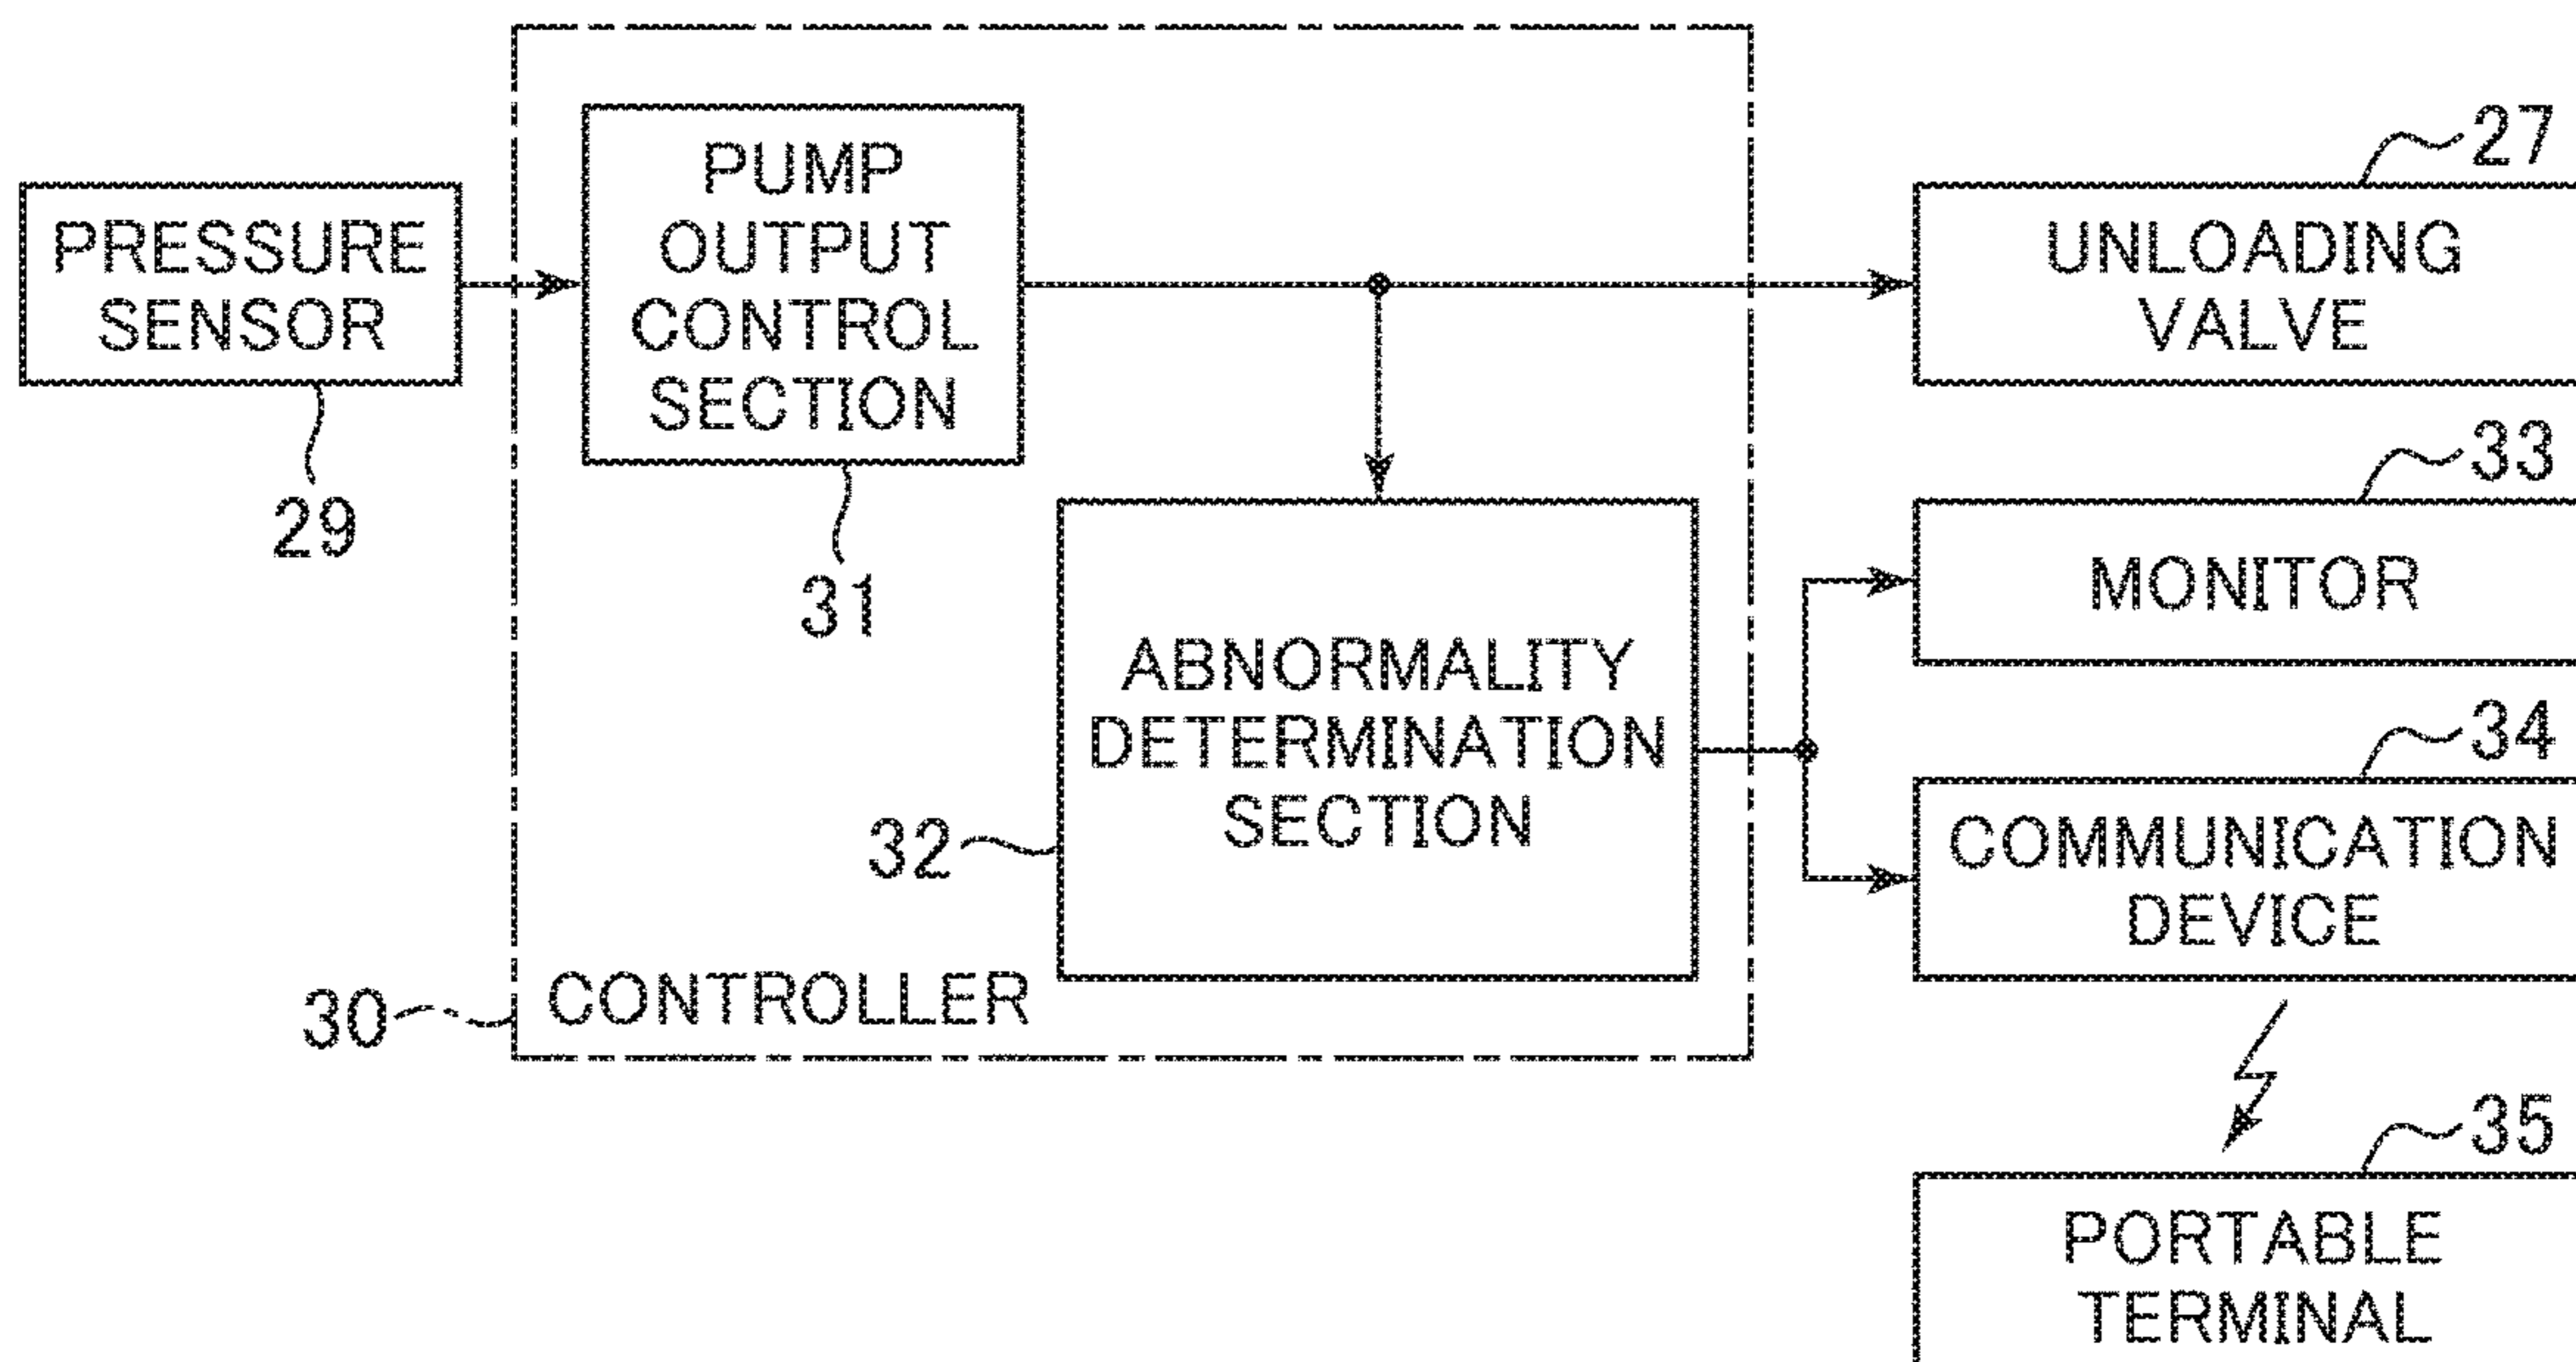 PRESSURE
SENSOR
29
PUMP
OUTPUT
CONTROL
SECTION
31
ABNORMALITY
DETERMINATION
SECTION
32
CONTROLLER
30
27
UNLOADING
VALVE
33
MONITOR
34
COMMUNICATION
DEVICE
35
PORTABLE
TERMINAL